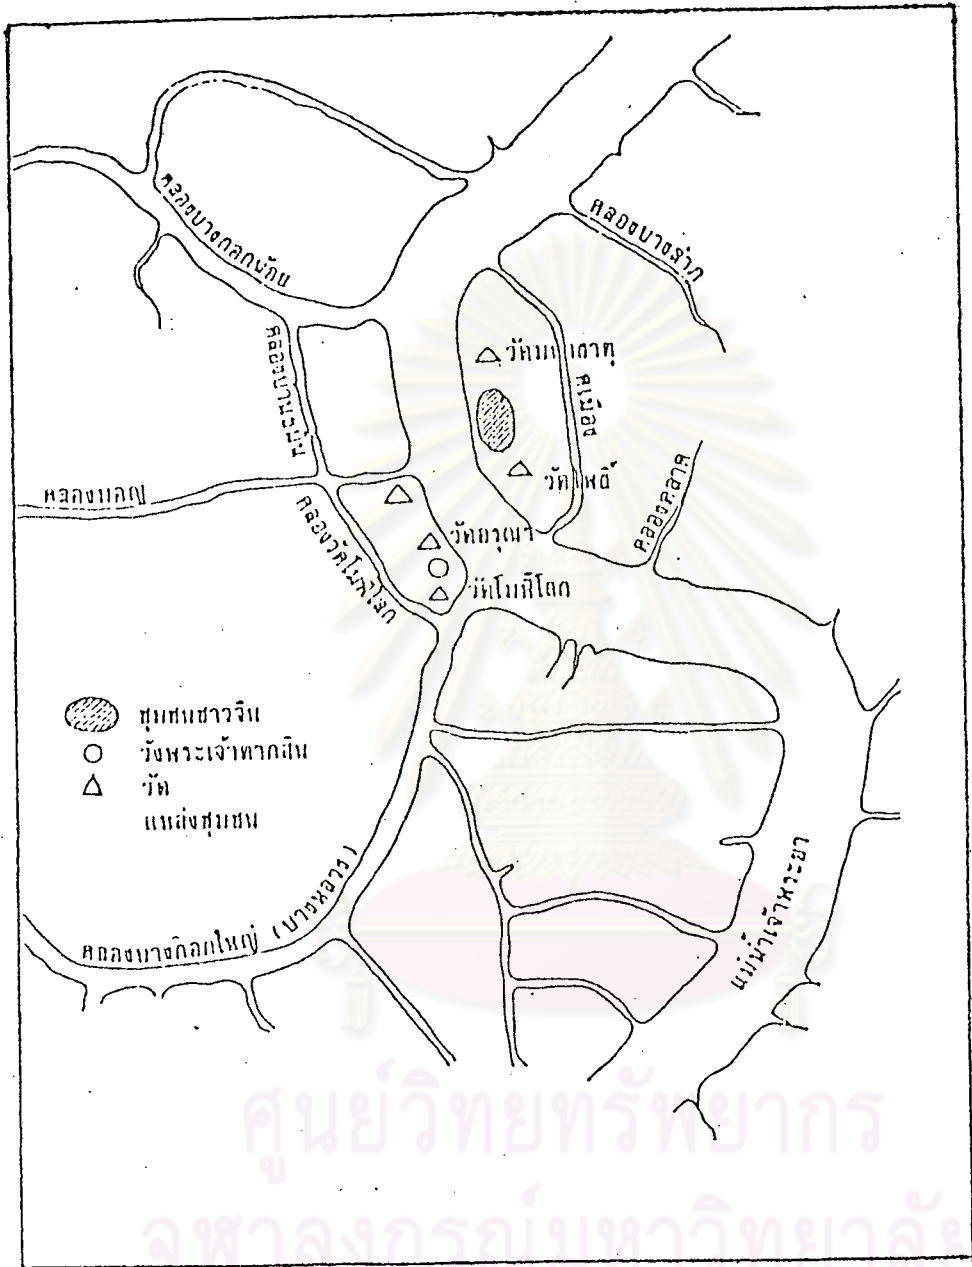 คลองบางกอกน้อย
คลองบางลำภู
วัดมหาธาตุ
คูเมือง
คลองบ้านขมิ้น
วัดโพธิ์
คลองตลาด
คลองมอญ
คลองวัดโมฬีโลก
วัดอรุณฯ
วัดโมฬีโลก
ชุมชนชาวจีน
วังพระเจ้าตากสิน
วัด
แหล่งชุมชน
คลองบางกอกใหญ่ (บางหลวง)
แม่น้ำเจ้าพระยา
ศูนย์วิทยทรัพยากร
จุฬาลงกรณ์มหาวิทยาลัย